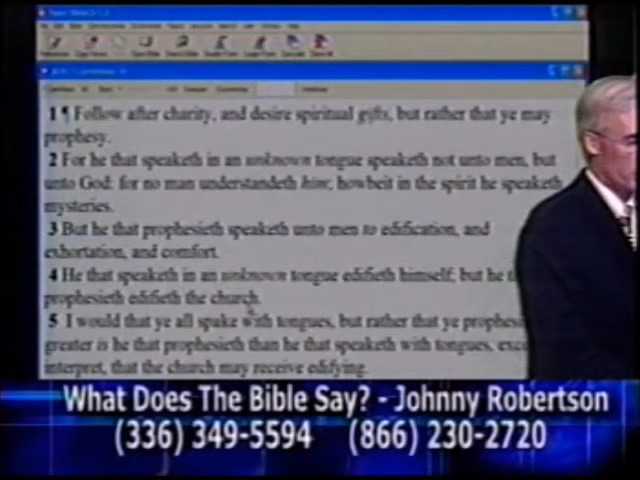 1 ¶ Follow after charity, and desire spiritual gifts, but rather that ye may
prophesy.
2 For he that speaketh in an unknown tongue speaketh not unto men, but
unto God: for no man understandeth him; howbeit in the spirit he speaketh
mysteries.
3 But he that prophesieth speaketh unto men to edification, and
exhortation, and comfort.
4 He that speaketh in an unknown tongue edifieth himself; but he
prophesieth edifieth the church.
5 I would that ye all spake with tongues, but rather that ye
greater is he that prophesieth than he that speaketh with tongues,
interpret, that the church may receive edifying.
What Does The Bible Say? - Johnny Robertson
(336) 349-5594 (866) 230-2720